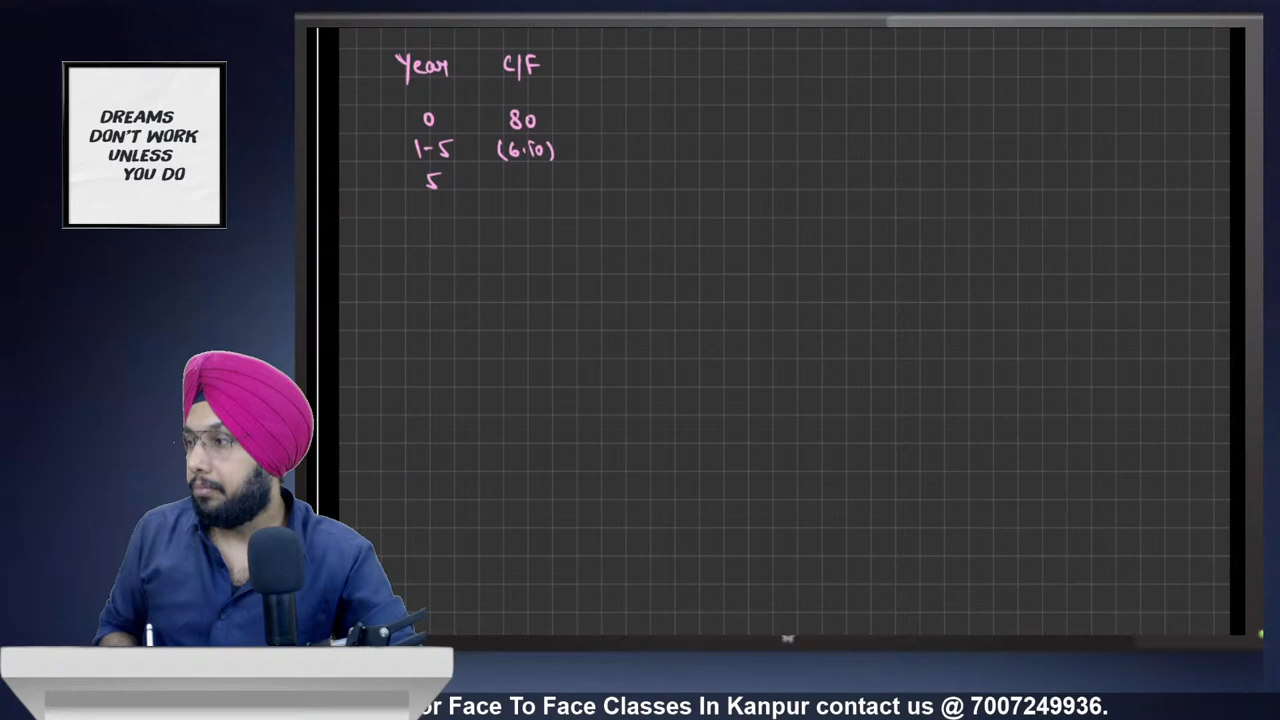 DREAMS
DON'T WORK
UNLESS
YOU DO
Year C/F
0 80
1-5 (6.50)
5
or Face To Face Classes In Kanpur contact us @ 7007249936.